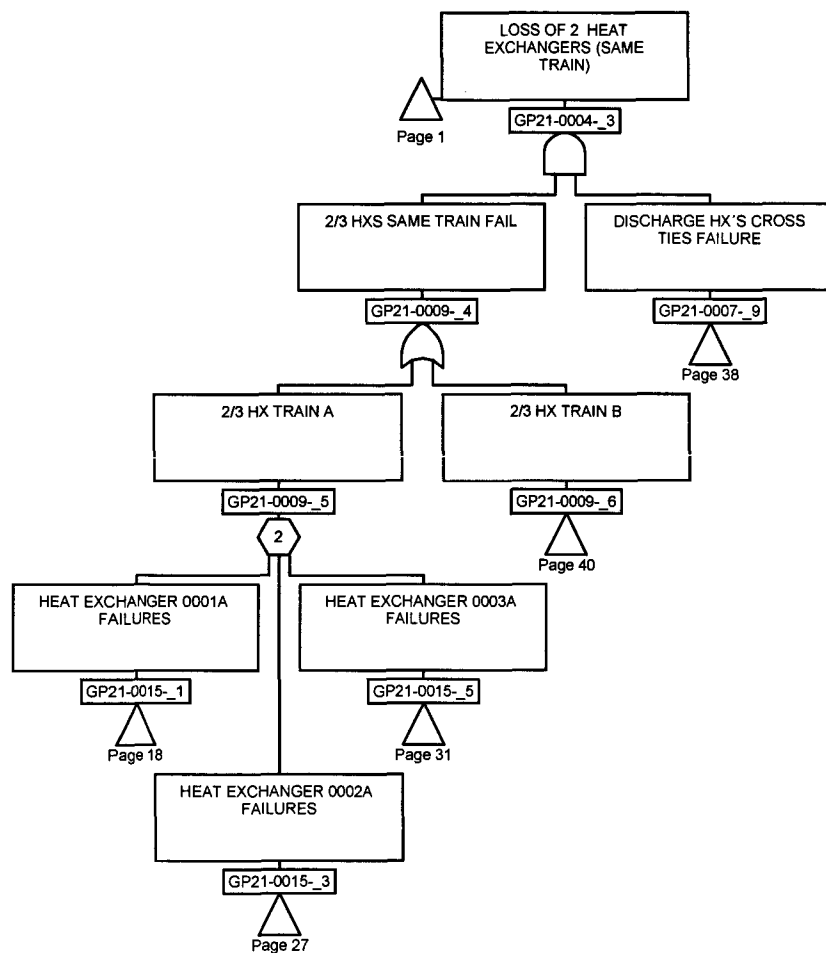 LOSS OF 2 HEAT
EXCHANGERS (SAME
TRAIN)
Page 1
GP21-0004-_3
2/3 HXS SAME TRAIN FAIL
DISCHARGE HX'S CROSS
TIES FAILURE
GP21-0009-_4
GP21-0007-_9
Page 38
2/3 HX TRAIN A
2/3 HX TRAIN B
GP21-0009-_5
GP21-0009-_6
2
Page 40
HEAT EXCHANGER 0001A
FAILURES
HEAT EXCHANGER 0003A
FAILURES
GP21-0015-_1
GP21-0015-_5
Page 18
Page 31
HEAT EXCHANGER 0002A
FAILURES
GP21-0015-_3
Page 27